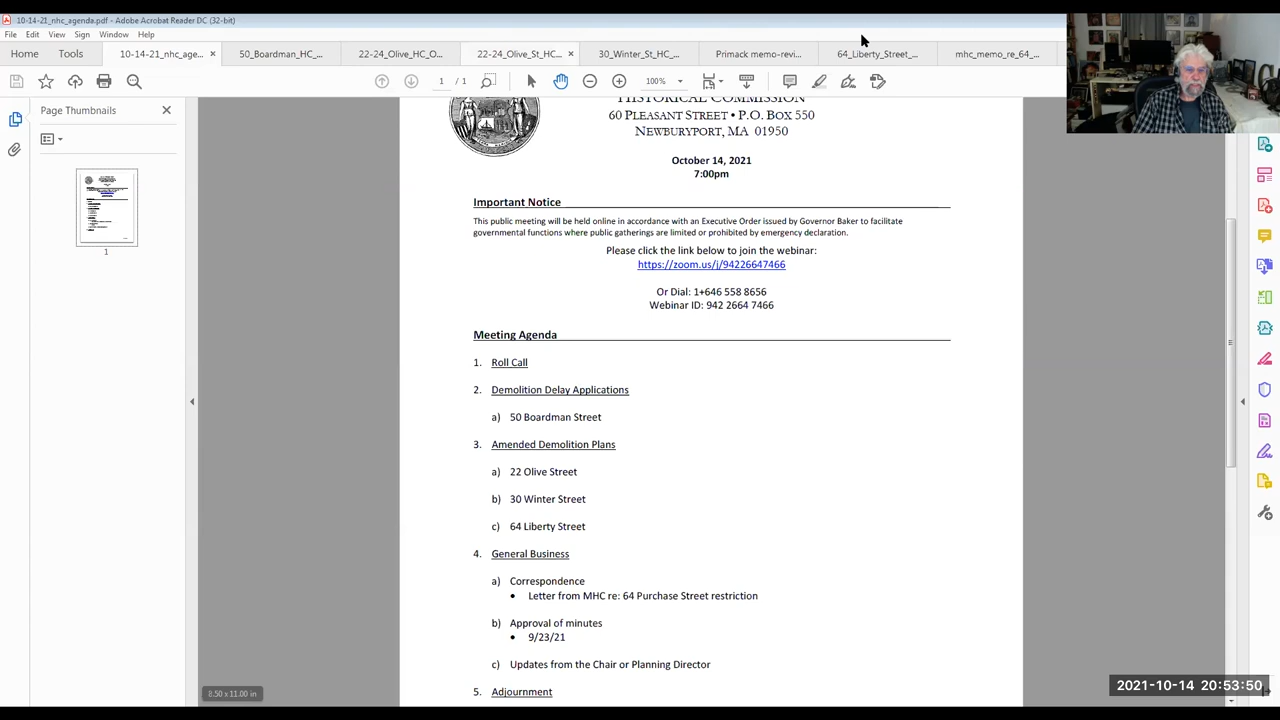 10-14-21_nhc_agenda.pdf - Adobe Acrobat Reader DC (32-bit)
File Edit View Sign Window Help
Home Tools 10-14-21_nhc_age... × 50_Boardman_HC_... 22-24_Olive_HC_O... 22-24_Olive_St_HC_... × 30_Winter_St_HC_... Primack memo-revi... 64_Liberty_Street_... mhc_memo_re_64_...
1 / 1 100%
Page Thumbnails
1
HISTORICAL COMMISSION
60 PLEASANT STREET • P.O. BOX 550
NEWBURYPORT, MA 01950
October 14, 2021
7:00pm
Important Notice
This public meeting will be held online in accordance with an Executive Order issued by Governor Baker to facilitate
governmental functions where public gatherings are limited or prohibited by emergency declaration.
Please click the link below to join the webinar:
https://zoom.us/j/94226647466
Or Dial: 1+646 558 8656
Webinar ID: 942 2664 7466
Meeting Agenda
1. Roll Call
2. Demolition Delay Applications
a) 50 Boardman Street
3. Amended Demolition Plans
a) 22 Olive Street
b) 30 Winter Street
c) 64 Liberty Street
4. General Business
a) Correspondence
• Letter from MHC re: 64 Purchase Street restriction
b) Approval of minutes
• 9/23/21
c) Updates from the Chair or Planning Director
5. Adjournment
8.50 x 11.00 in
2021-10-14 20:53:50